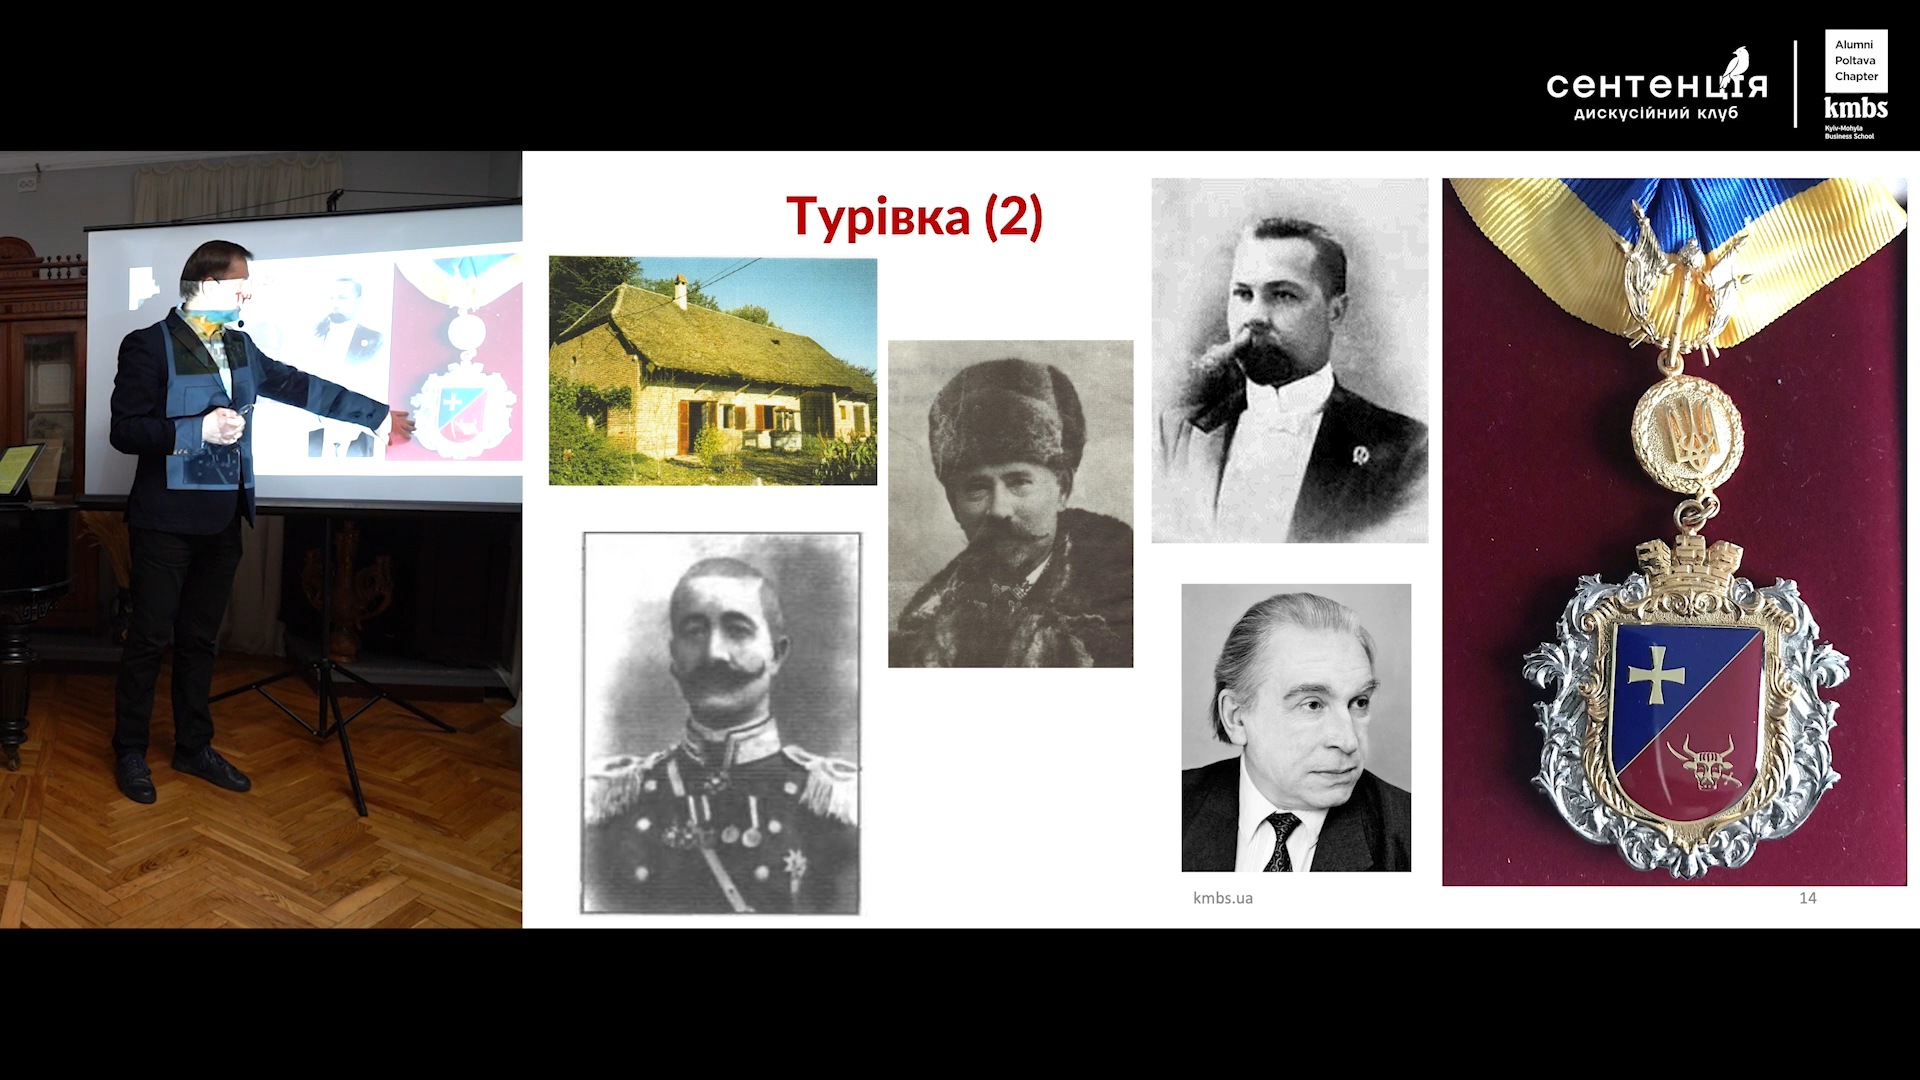 сентенція
дискусійний клуб
Alumni
Poltava
Chapter
kmbs
Kyiv-Mohyla
Business School
Турівка (2)
kmbs.ua
14